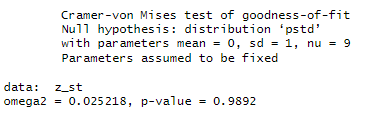 Cramer-von Mises test of goodness-of-fit
Null hypothesis: distribution ‘pstd’
with parameters mean = 0, sd = 1, nu = 9
Parameters assumed to be fixed
data:  z_st
omega2 = 0.025218, p-value = 0.9892